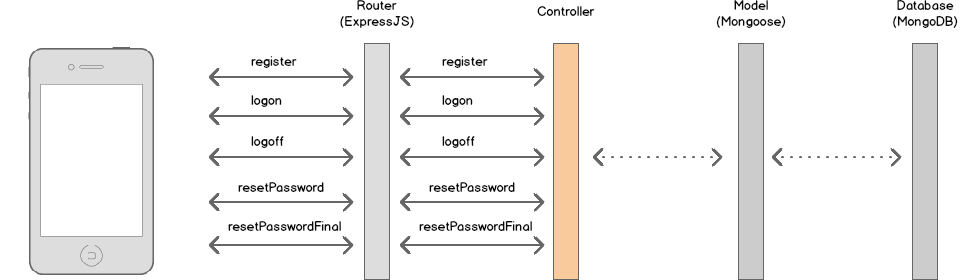 Router
(ExpressJS)
Controller
Model
(Mongoose)
Database
(MongoDB)
register
register
logon
logon
logoff
logoff
resetPassword
resetPassword
resetPasswordFinal
resetPasswordFinal